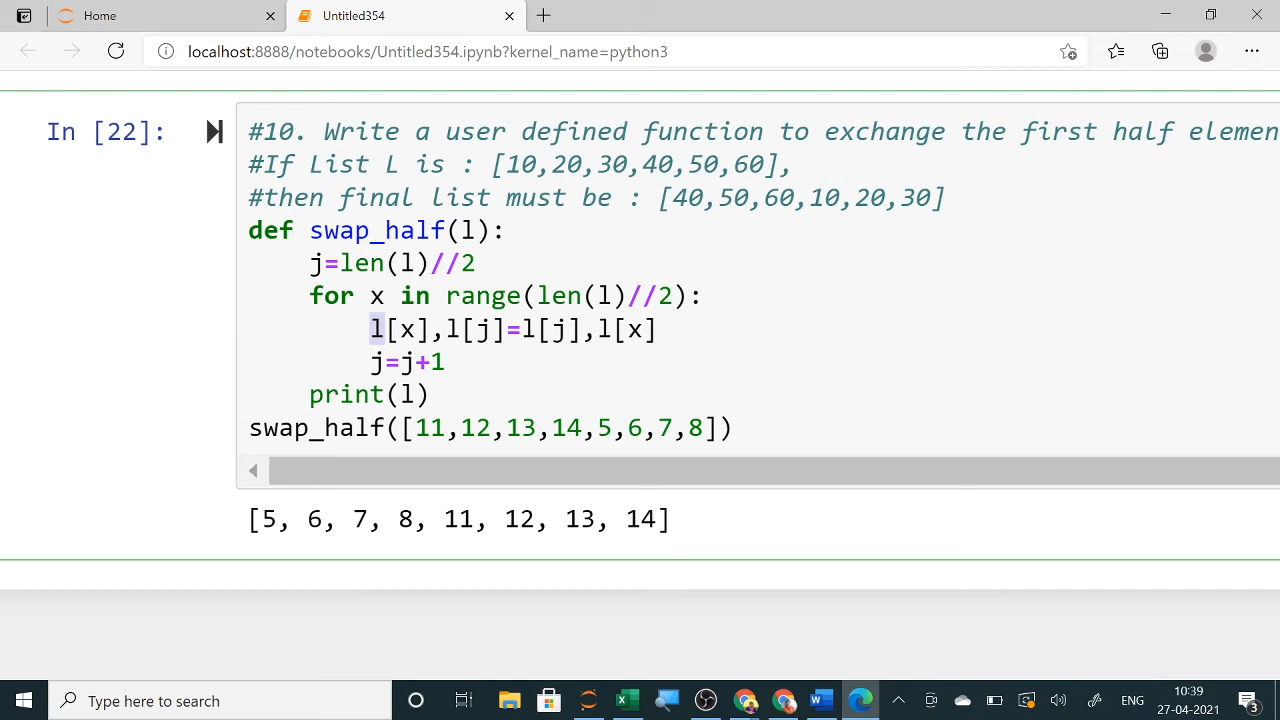 Home
Untitled354
localhost:8888/notebooks/Untitled354.ipynb?kernel_name=python3
In [22]:
#10. Write a user defined function to exchange the first half elemen
#If List L is : [10,20,30,40,50,60],
#then final list must be : [40,50,60,10,20,30]
def swap_half(l):
j=len(l)//2
for x in range(len(l)//2):
l[x],l[j]=l[j],l[x]
j=j+1
print(l)
swap_half([11,12,13,14,5,6,7,8])
[5, 6, 7, 8, 11, 12, 13, 14]
Type here to search
ENG
10:39
27-04-2021
3